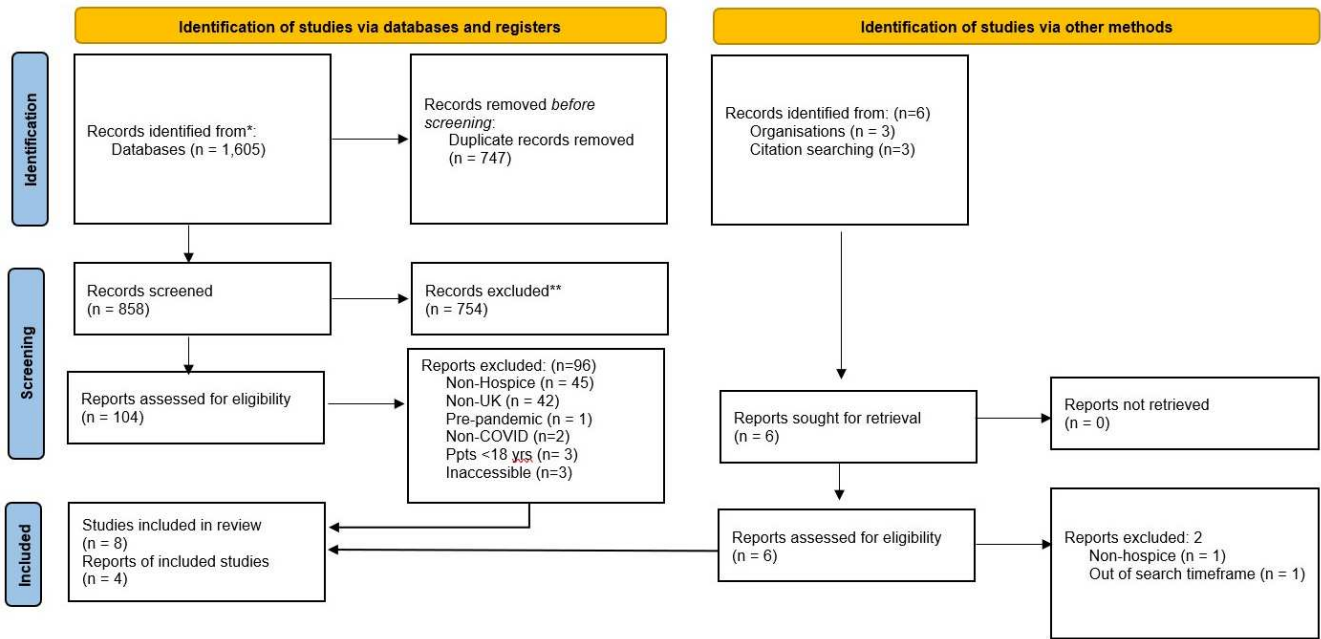 Identification of studies via databases and registers
Identification of studies via other methods
Identification
Records identified from*:
Databases (n = 1,605)
Records removed before
screening:
Duplicate records removed
(n = 747)
Records identified from: (n=6)
Organisations (n = 3)
Citation searching (n=3)
Screening
Records screened
(n = 858)
Records excluded**
(n = 754)
Reports assessed for eligibility
(n = 104)
Reports excluded: (n=96)
Non-Hospice (n = 45)
Non-UK (n = 42)
Pre-pandemic (n = 1)
Non-COVID (n=2)
Ppts <18 yrs (n= 3)
Inaccessible (n=3)
Reports sought for retrieval
(n = 6)
Reports not retrieved
(n = 0)
Included
Studies included in review
(n = 8)
Reports of included studies
(n = 4)
Reports assessed for eligibility
(n = 6)
Reports excluded: 2
Non-hospice (n = 1)
Out of search timeframe (n = 1)